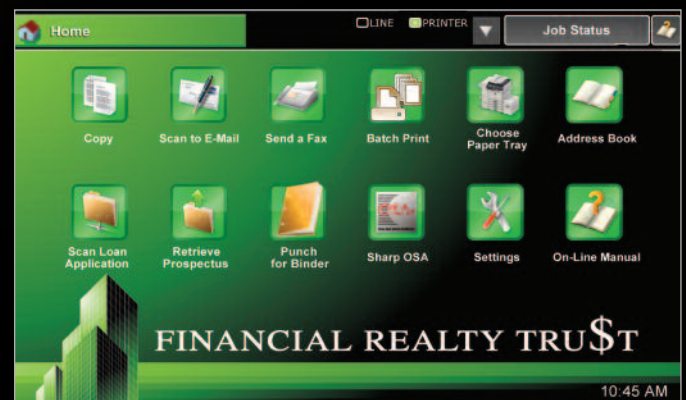 Home
LINE
PRINTER
Job Status
Copy
Scan to E-Mail
Send a Fax
Batch Print
Choose
Paper Tray
Address Book
Scan Loan
Application
Retrieve
Prospectus
Punch
for Binder
Sharp OSA
Settings
On-Line Manual
FINANCIAL REALTY TRU$T
10:45 AM